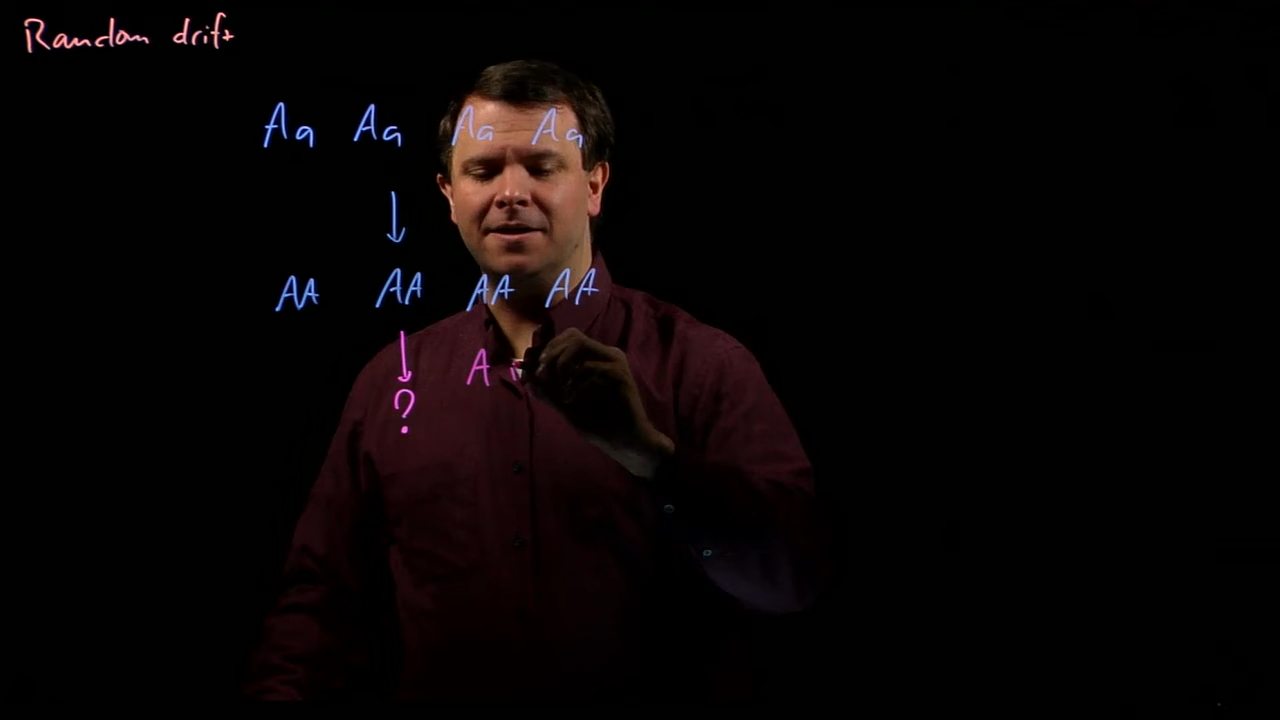 Random drift
Aa Aa Aa Aa
↓
AA AA AA AA
↓ A
?